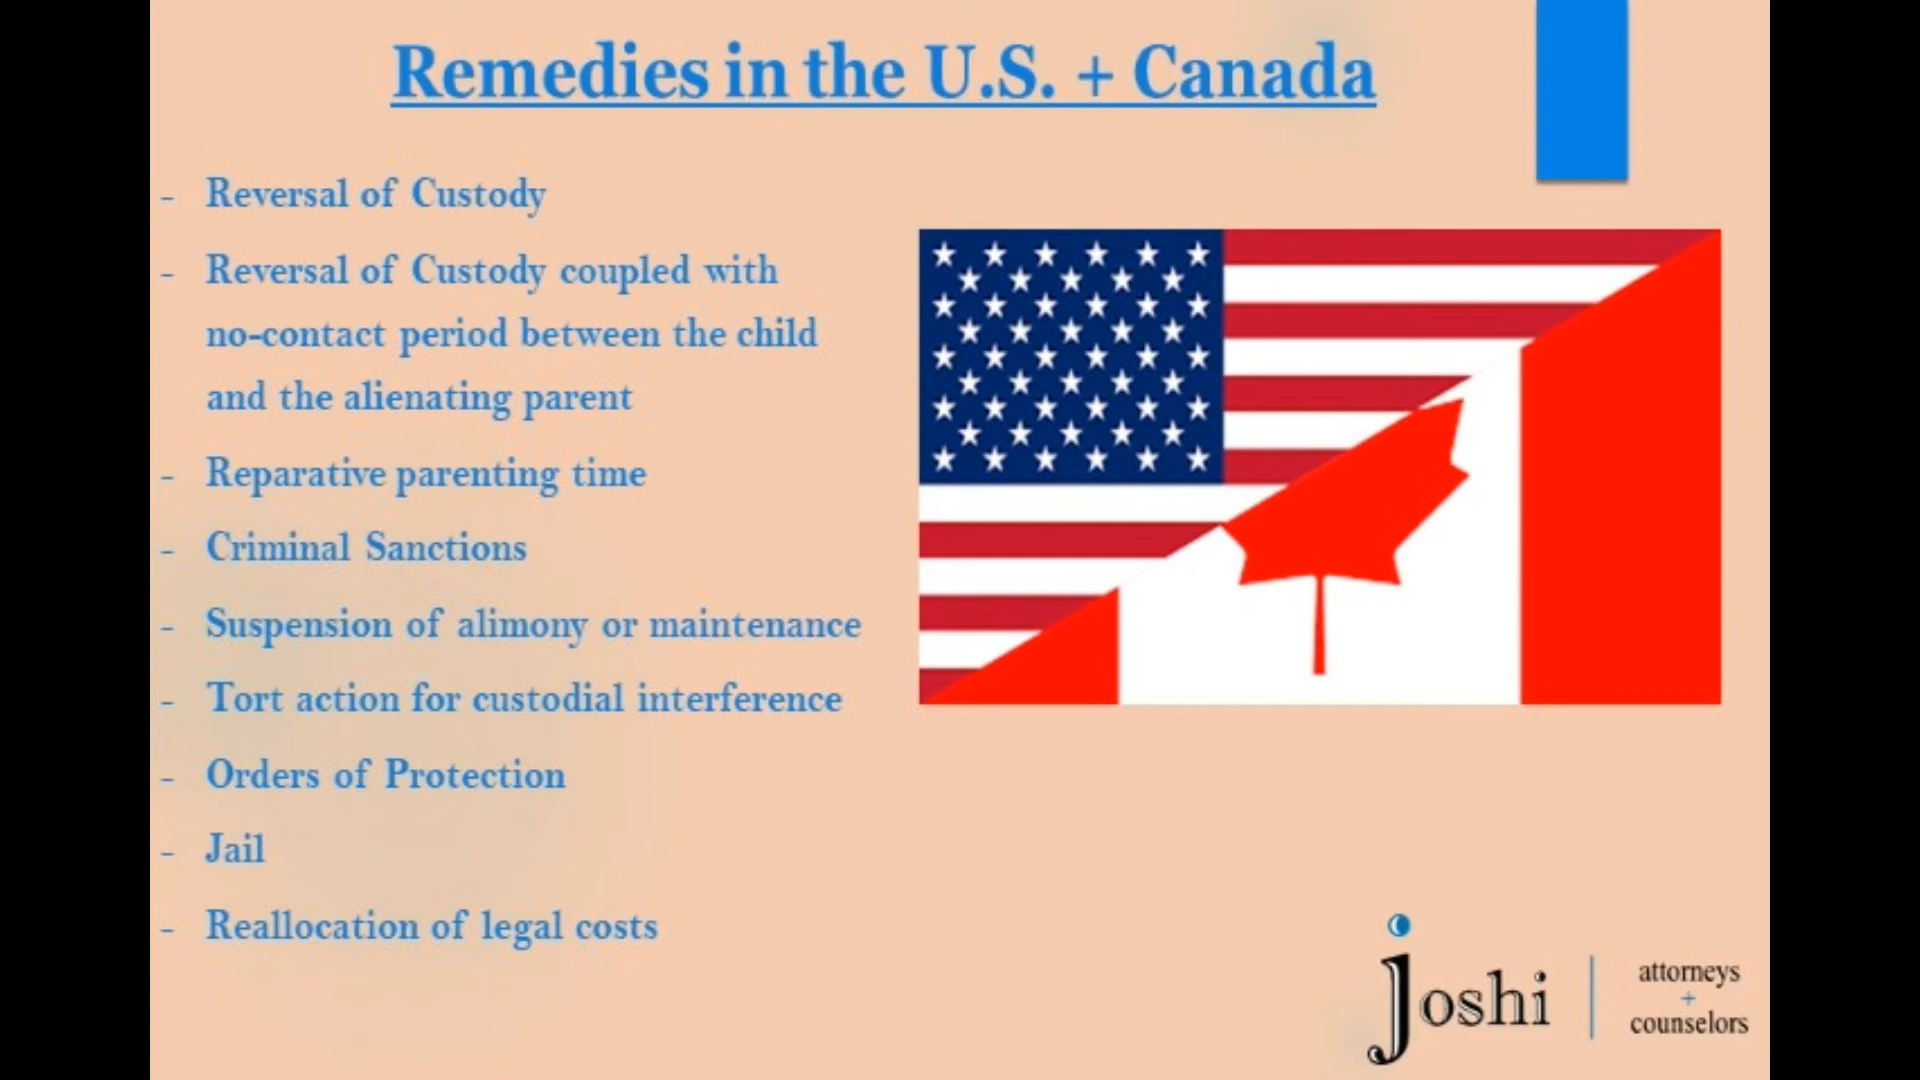 Remedies in the U.S. + Canada
- Reversal of Custody
- Reversal of Custody coupled with
no-contact period between the child
and the alienating parent
- Reparative parenting time
- Criminal Sanctions
- Suspension of alimony or maintenance
- Tort action for custodial interference
- Orders of Protection
- Jail
- Reallocation of legal costs
joshi
attorneys
+
counselors